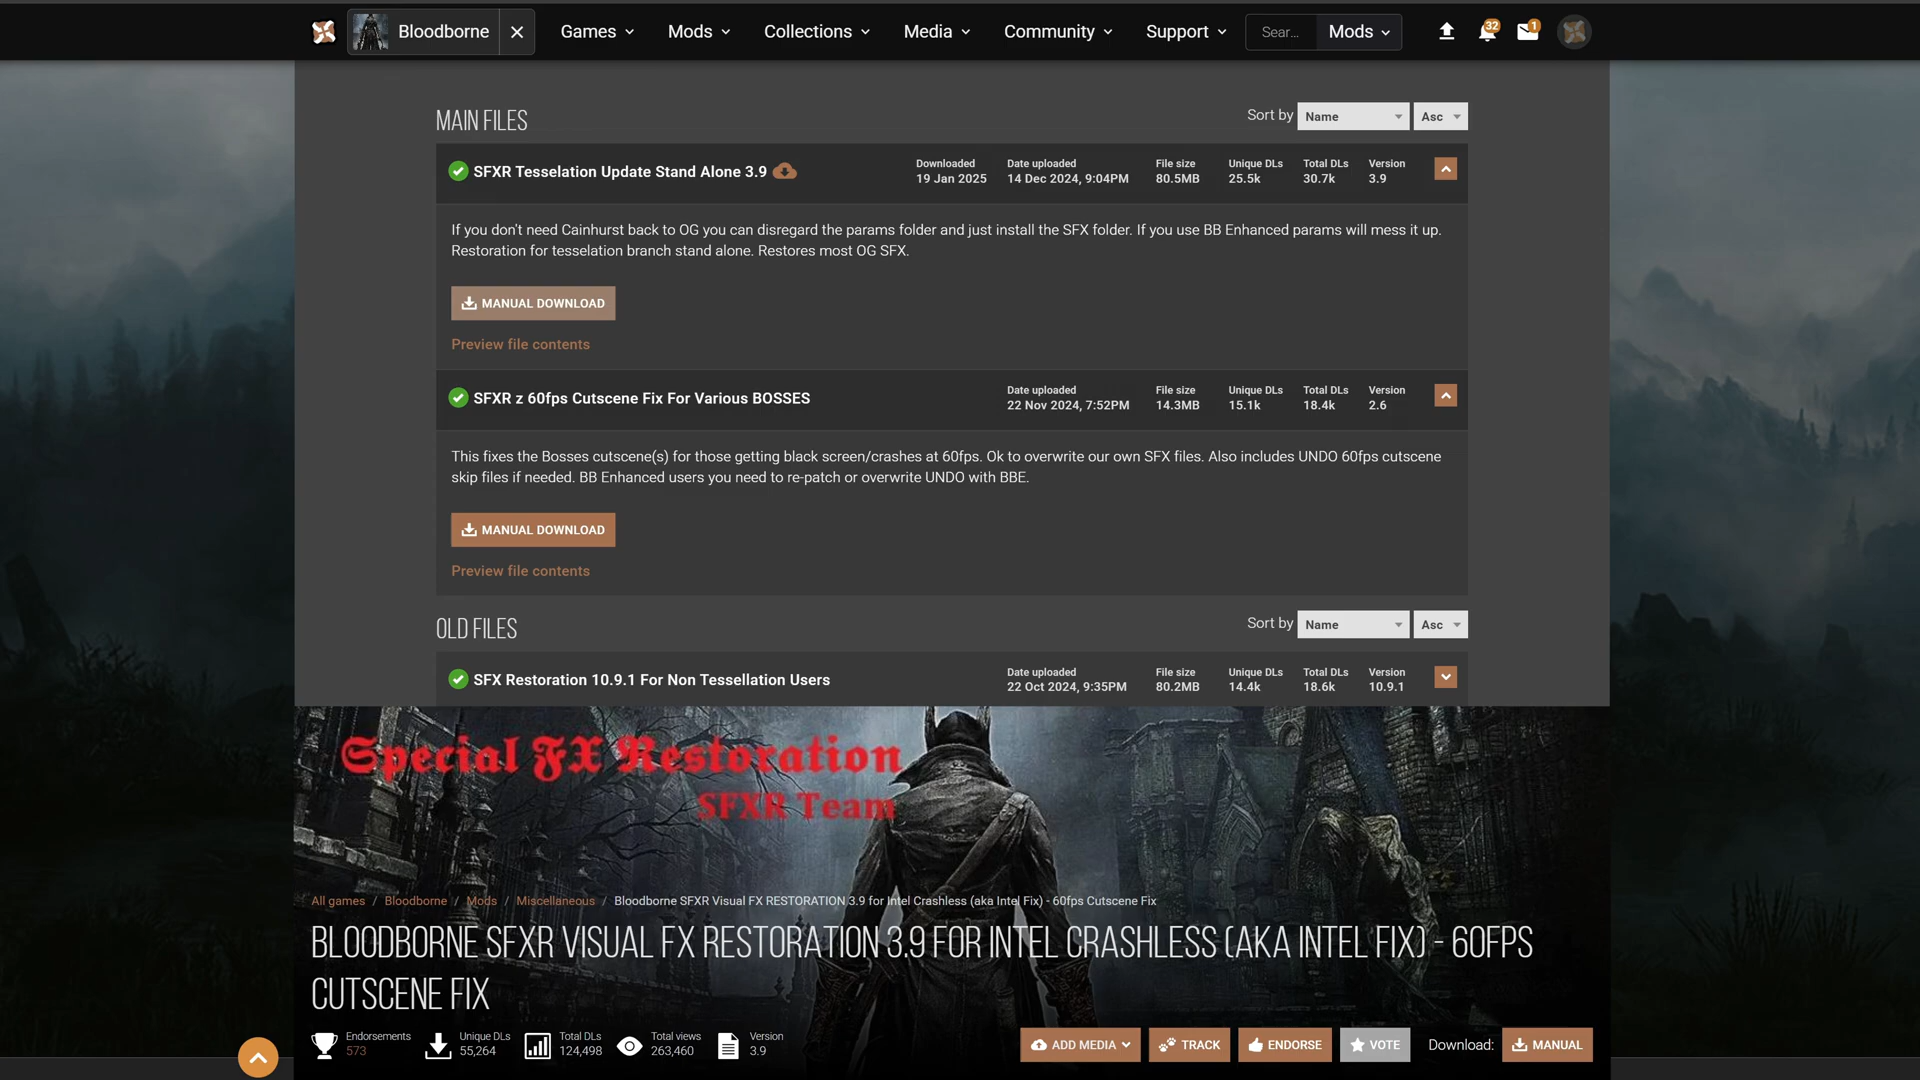 Bloodborne
Games
Mods
Collections
Media
Community
Support
Sear...
Mods
32
1
MAIN FILES
Sort by Name Asc
SFXR Tesselation Update Stand Alone 3.9
Downloaded
19 Jan 2025
Date uploaded
14 Dec 2024, 9:04PM
File size
80.5MB
Unique DLs
25.5k
Total DLs
30.7k
Version
3.9
If you don't need Cainhurst back to OG you can disregard the params folder and just install the SFX folder. If you use BB Enhanced params will mess it up.
Restoration for tesselation branch stand alone. Restores most OG SFX.
MANUAL DOWNLOAD
Preview file contents
SFXR z 60fps Cutscene Fix For Various BOSSES
Date uploaded
22 Nov 2024, 7:52PM
File size
14.3MB
Unique DLs
15.1k
Total DLs
18.4k
Version
2.6
This fixes the Bosses cutscene(s) for those getting black screen/crashes at 60fps. Ok to overwrite our own SFX files. Also includes UNDO 60fps cutscene
skip files if needed. BB Enhanced users you need to re-patch or overwrite UNDO with BBE.
MANUAL DOWNLOAD
Preview file contents
OLD FILES
Sort by Name Asc
SFX Restoration 10.9.1 For Non Tessellation Users
Date uploaded
22 Oct 2024, 9:35PM
File size
80.2MB
Unique DLs
14.4k
Total DLs
18.6k
Version
10.9.1
Special FX Restoration
SFXR Team
All games / Bloodborne / Mods / Miscellaneous / Bloodborne SFXR Visual FX RESTORATION 3.9 for Intel Crashless (aka Intel Fix) - 60fps Cutscene Fix
BLOODBORNE SFXR VISUAL FX RESTORATION 3.9 FOR INTEL CRASHLESS (AKA INTEL FIX) - 60FPS
CUTSCENE FIX
Endorsements
573
Unique DLs
55,264
Total DLs
124,498
Total views
263,460
Version
3.9
ADD MEDIA
TRACK
ENDORSE
VOTE
Download:
MANUAL